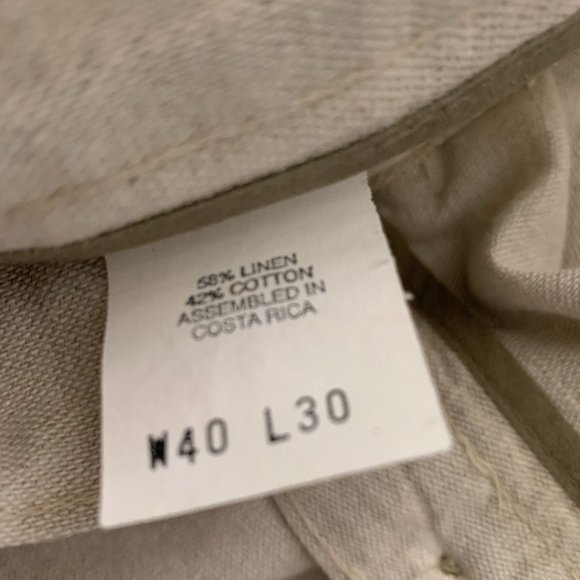 58% LINEN
42% COTTON
ASSEMBLED IN
COSTA RICA
W40 L30